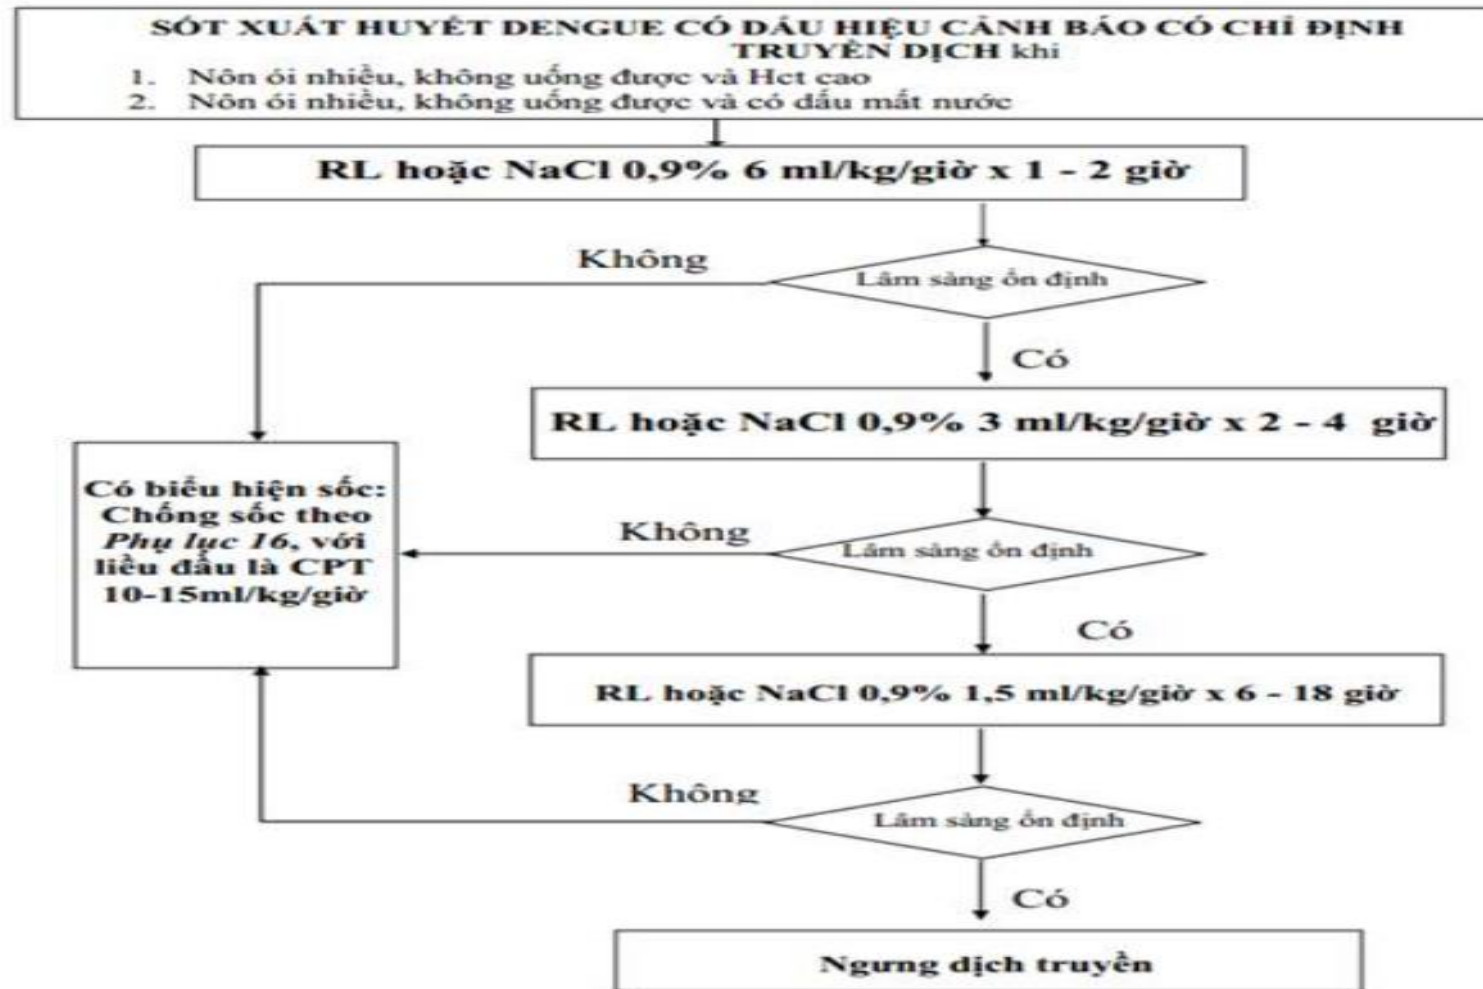 SÓT XUẤT HUYẾT DENGUE CÓ DẤU HIỆU CẢNH BÁO CÓ CHỈ ĐỊNH
TRUYỀN DỊCH khi
1. Nôn ói nhiều, không uống được và Hct cao
2. Nôn ói nhiều, không uống được và có dấu mất nước
RL hoặc NaCl 0,9% 6 ml/kg/giờ x 1 - 2 giờ
Không
Lâm sàng ổn định
Có
RL hoặc NaCl 0,9% 3 ml/kg/giờ x 2 - 4 giờ
Có biểu hiện sốc:
Chống sốc theo
Phụ lục 16, với
liều đầu là CPT
10-15ml/kg/giờ
Không
Lâm sàng ổn định
Có
RL hoặc NaCl 0,9% 1,5 ml/kg/giờ x 6 - 18 giờ
Không
Lâm sàng ổn định
Có
Ngưng dịch truyền